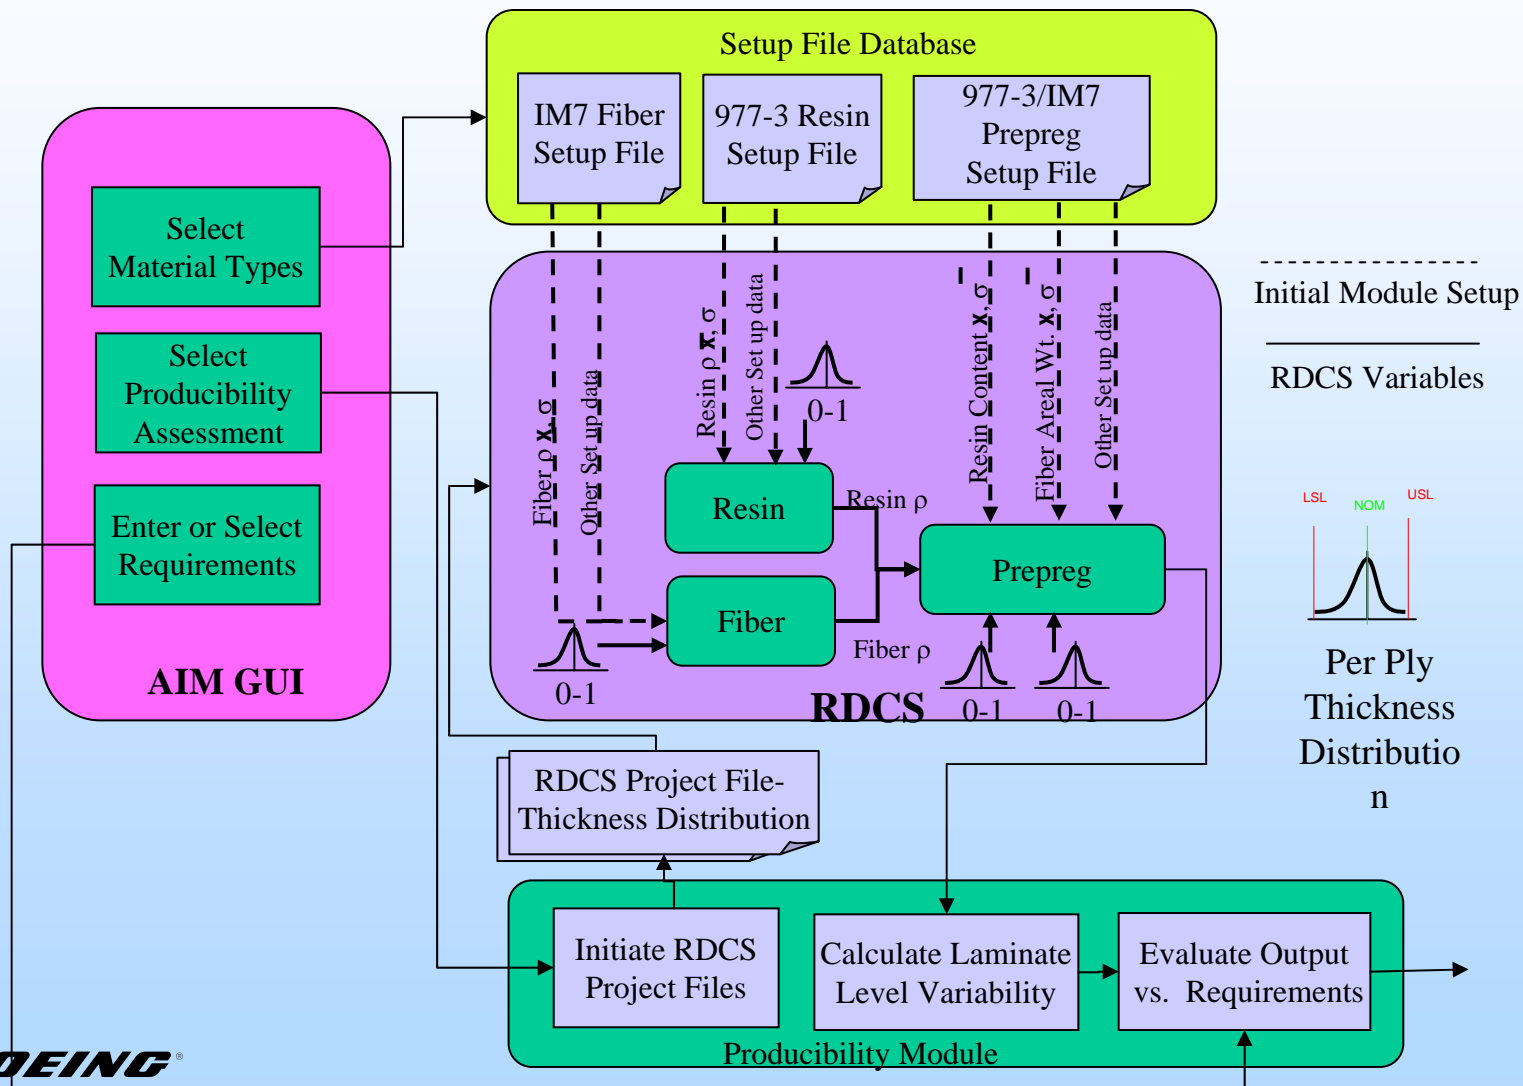 Setup File Database
IM7 Fiber
Setup File
977-3 Resin
Setup File
977-3/IM7
Prepreg
Setup File
Select
Material Types
Select
Producibility
Assessment
Enter or Select
Requirements
AIM GUI
Fiber ρ x, σ
Other Set up data
Resin ρ x̅, σ
Other Set up data
0-1
Resin Content x, σ
Fiber Areal Wt. x, σ
Other Set up data
Resin
Resin ρ
Fiber
Fiber ρ
Prepreg
0-1
RDCS
0-1
0-1
Initial Module Setup
RDCS Variables
LSL
NOM
USL
Per Ply
Thickness
Distributio
n
RDCS Project File-
Thickness Distribution
Initiate RDCS
Project Files
Calculate Laminate
Level Variability
Evaluate Output
vs. Requirements
Producibility Module
OEING®